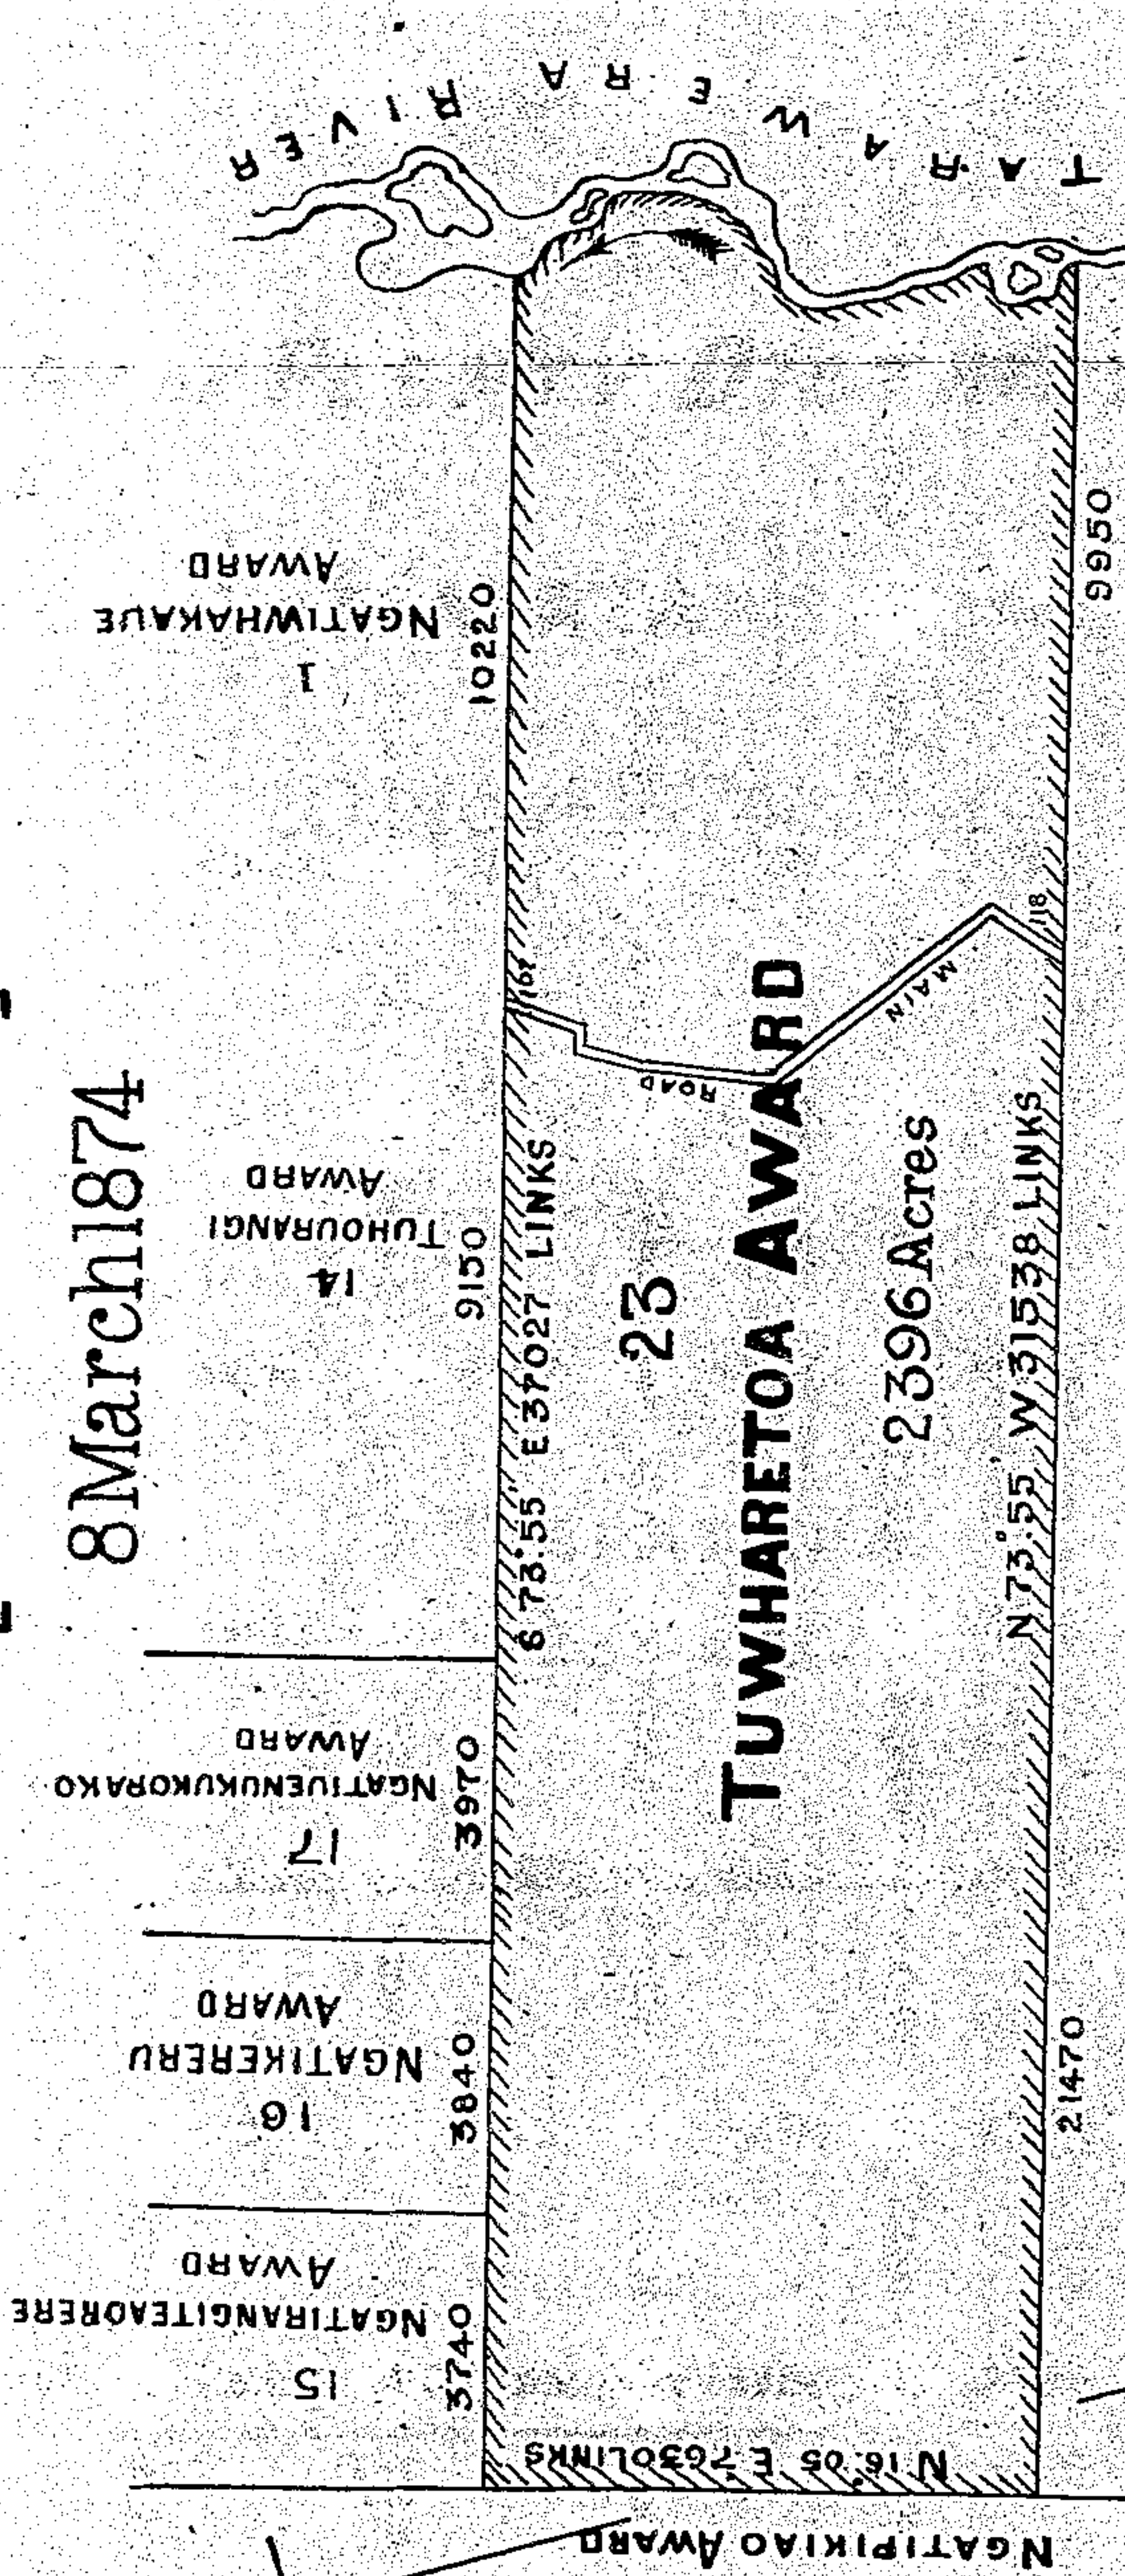 TARAWERA RIVER
8 March 1874
1
NGATIWHAKAUE
AWARD
10220
9950
14
TUHOURANGI
AWARD
9150
107
118
MAIN ROAD
S 73°.55' E 37027 LINKS
23
TUWHARETOA AWARD
2396 Acres
N 73°.55' W 31538 LINKS
17
NGATIUENUKUKOPAKO
AWARD
3970
16
NGATIKERERU
AWARD
3840
21470
15
NGATIRANGITEAORERE
AWARD
3740
N 16.05 E 7630 LINKS
NGATIPIKIAO AWARD